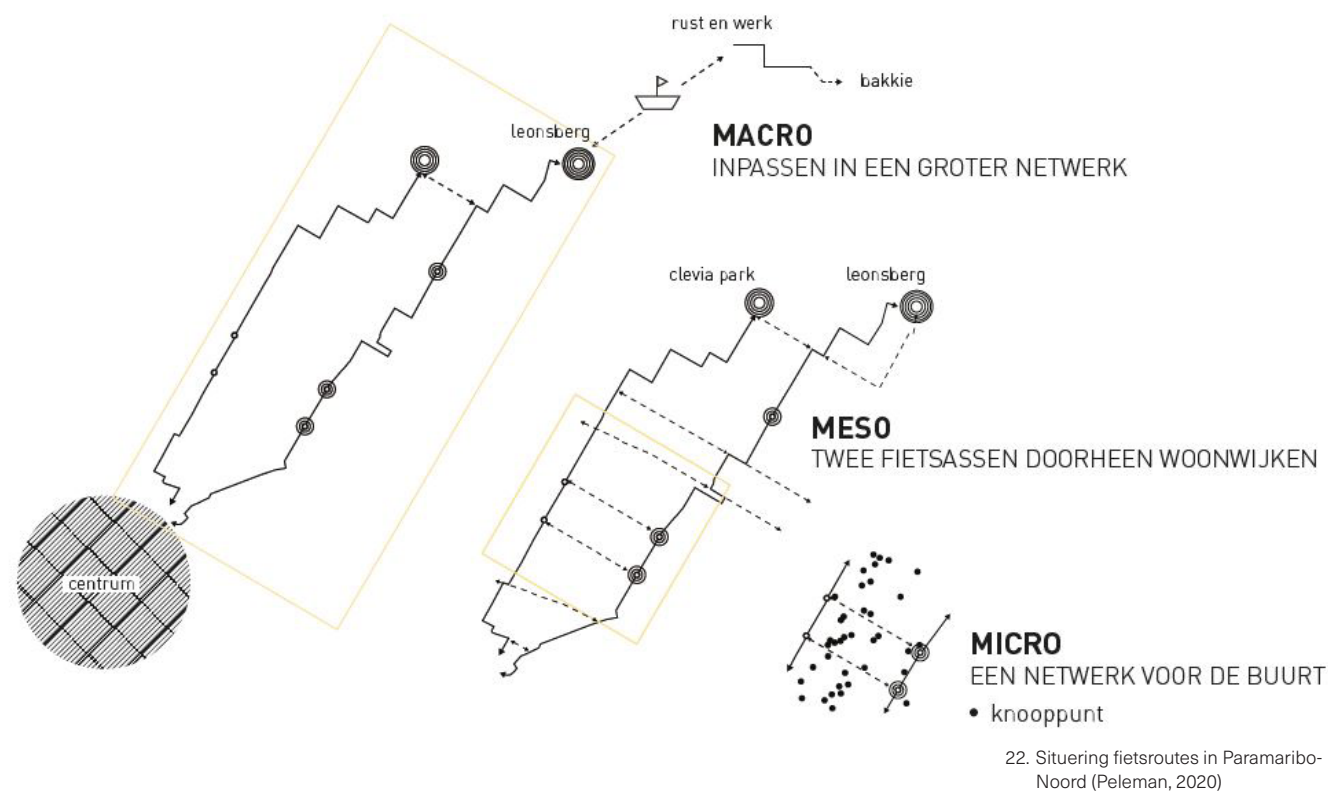 rust en werk
bakkie
leonsberg
MACRO
INPASSEN IN EEN GROTER NETWERK
clevia park
leonsberg
MESO
TWEE FIETSASSEN DOORHEEN WOONWIJKEN
centrum
MICRO
EEN NETWERK VOOR DE BUURT
knooppunt
22. Situering fietsroutes in Paramaribo-
Noord (Peleman, 2020)